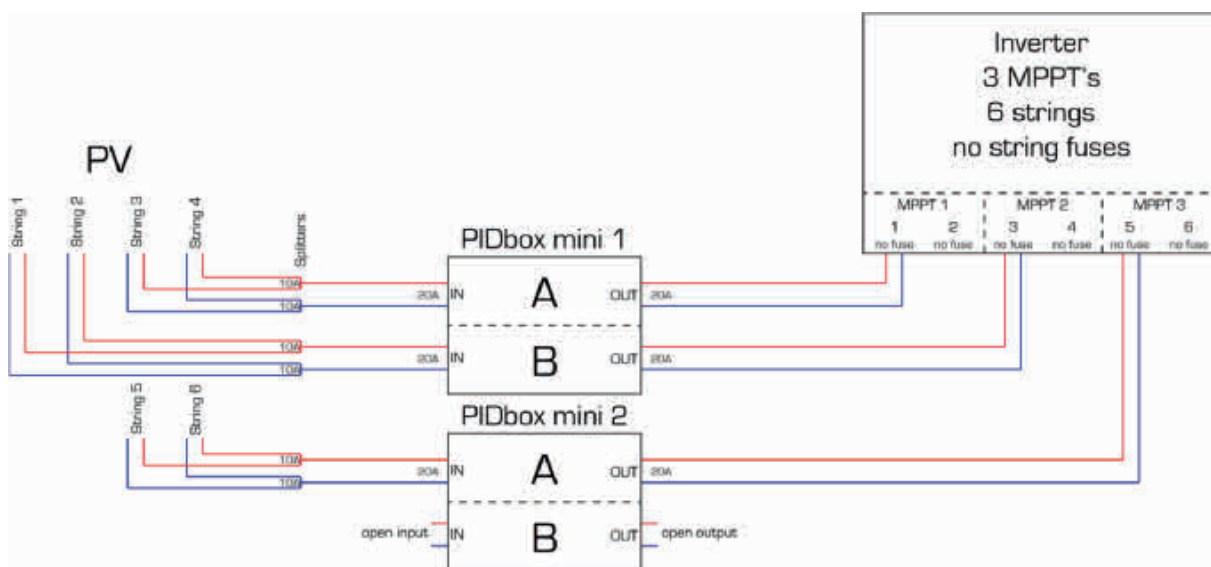 Inverter
3 MPPT's
6 strings
no string fuses
MPPT 1
MPPT 2
MPPT 3
1
2
3
4
5
6
no fuse
no fuse
no fuse
no fuse
no fuse
no fuse
PV
String 1
String 2
String 3
String 4
Splitters
PIDbox mini 1
10A
10A
20A
IN
A
OUT
20A
10A
10A
20A
IN
B
OUT
20A
String 5
String 6
PIDbox mini 2
10A
10A
20A
IN
A
OUT
20A
open input
IN
B
OUT
open output